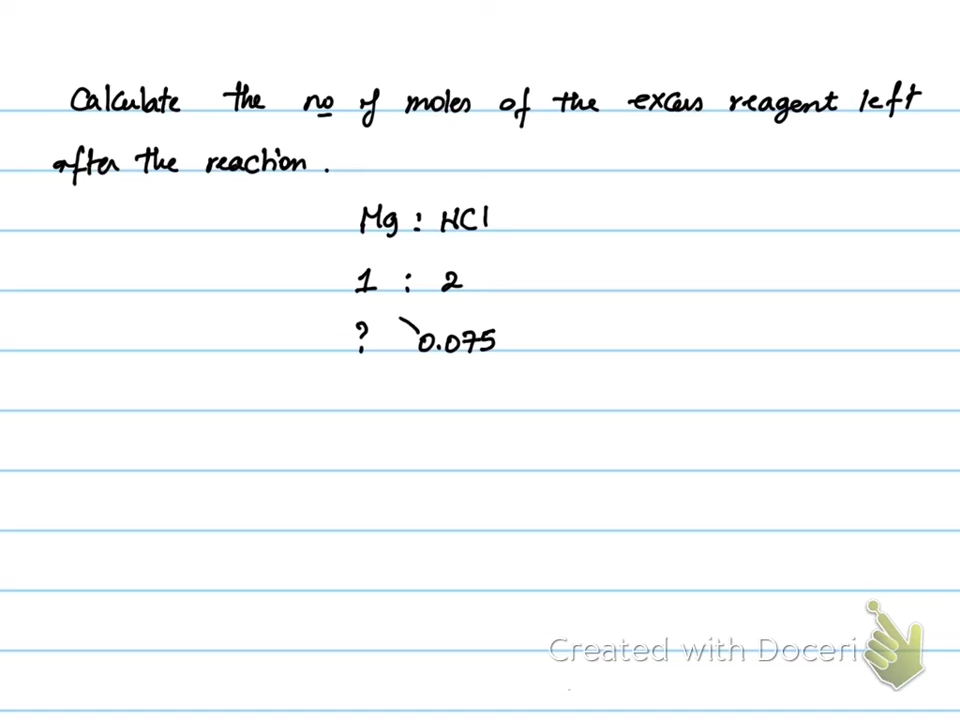 Calculate the no of moles of the excess reagent left
after the reaction.
Mg : HCl
1 : 2
? 0.075
Created with Doceri